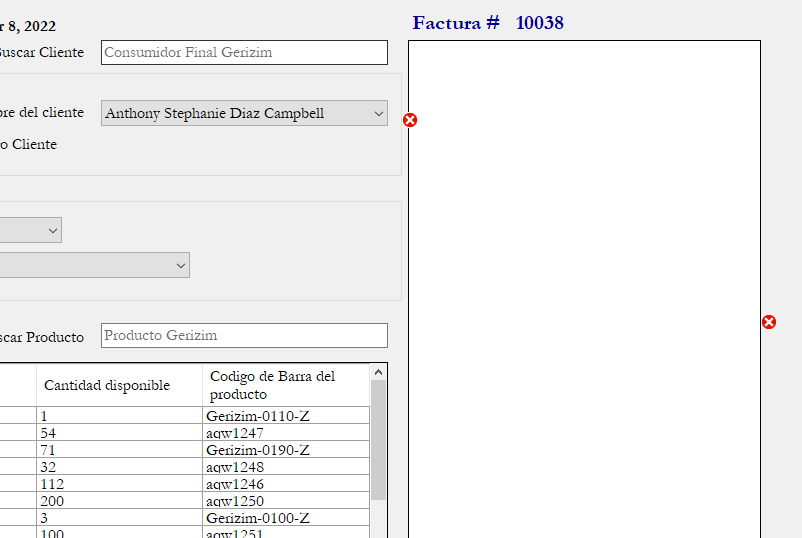 r 8, 2022
Factura # 10038
Buscar Cliente
Consumidor Final Gerizim
bre del cliente
Anthony Stephanie Diaz Campbell
o Cliente
scar Producto
Producto Gerizim
Cantidad disponible
Codigo de Barra del
producto
1 Gerizim-0110-Z
54 aqw1247
71 Gerizim-0190-Z
32 aqw1248
112 aqw1246
200 aqw1250
3 Gerizim-0100-Z
100 aqw1251